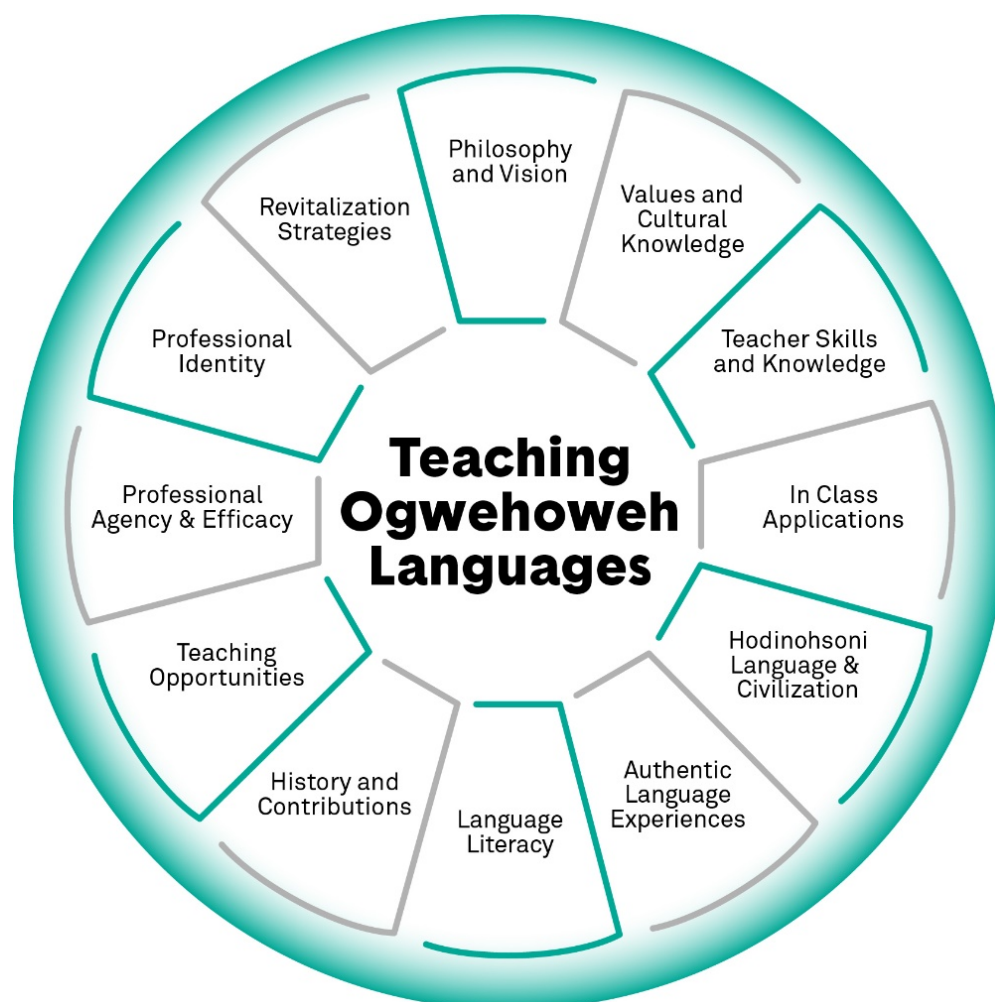 Teaching
Ogwehoweh
Languages
Philosophy
and Vision
Values and
Cultural
Knowledge
Teacher Skills
and Knowledge
In Class
Applications
Hodinohsoni
Language &
Civilization
Authentic
Language
Experiences
Language
Literacy
History and
Contributions
Teaching
Opportunities
Professional
Agency & Efficacy
Professional
Identity
Revitalization
Strategies